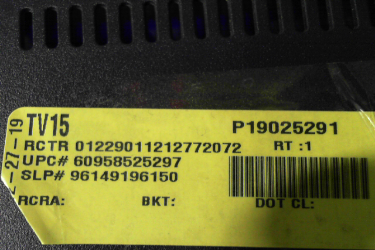 2-27-19
TV15 P19025291
RCTR 01229011212772072 RT :1
UPC# 60958525297
SLP# 96149196150
RCRA: BKT: DOT CL: